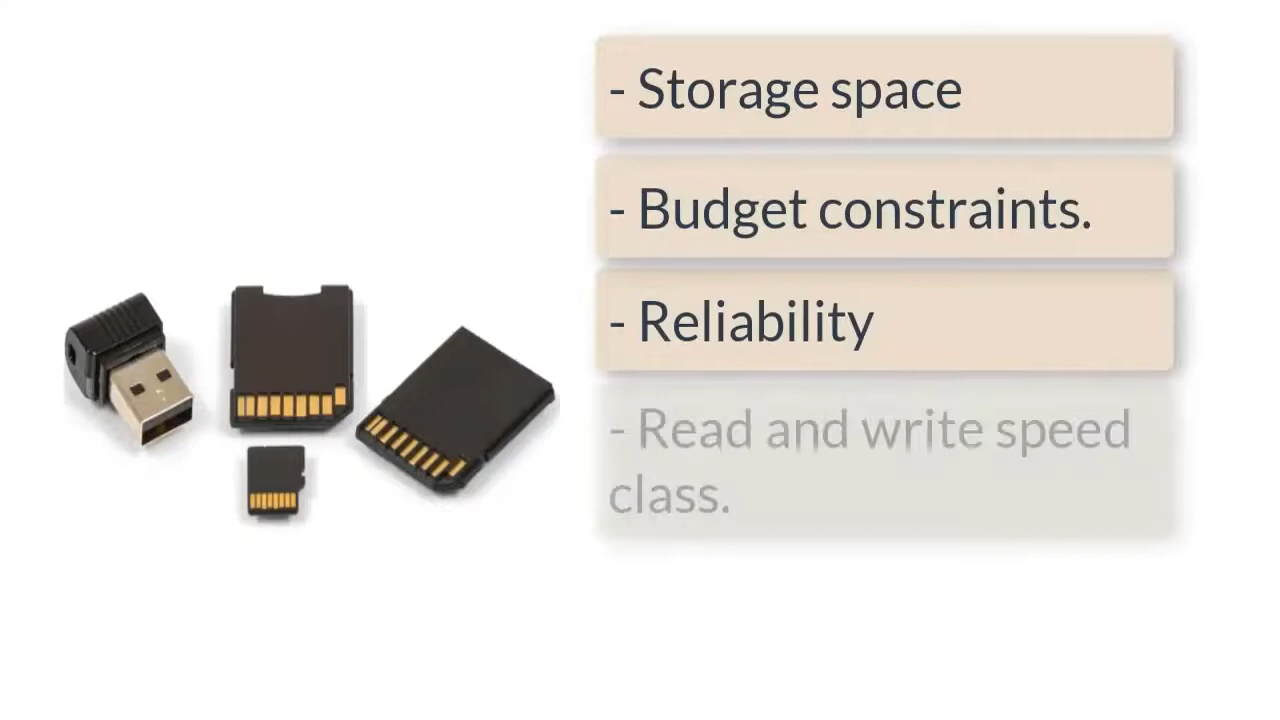 - Storage space
- Budget constraints.
- Reliability
- Read and write speed
class.